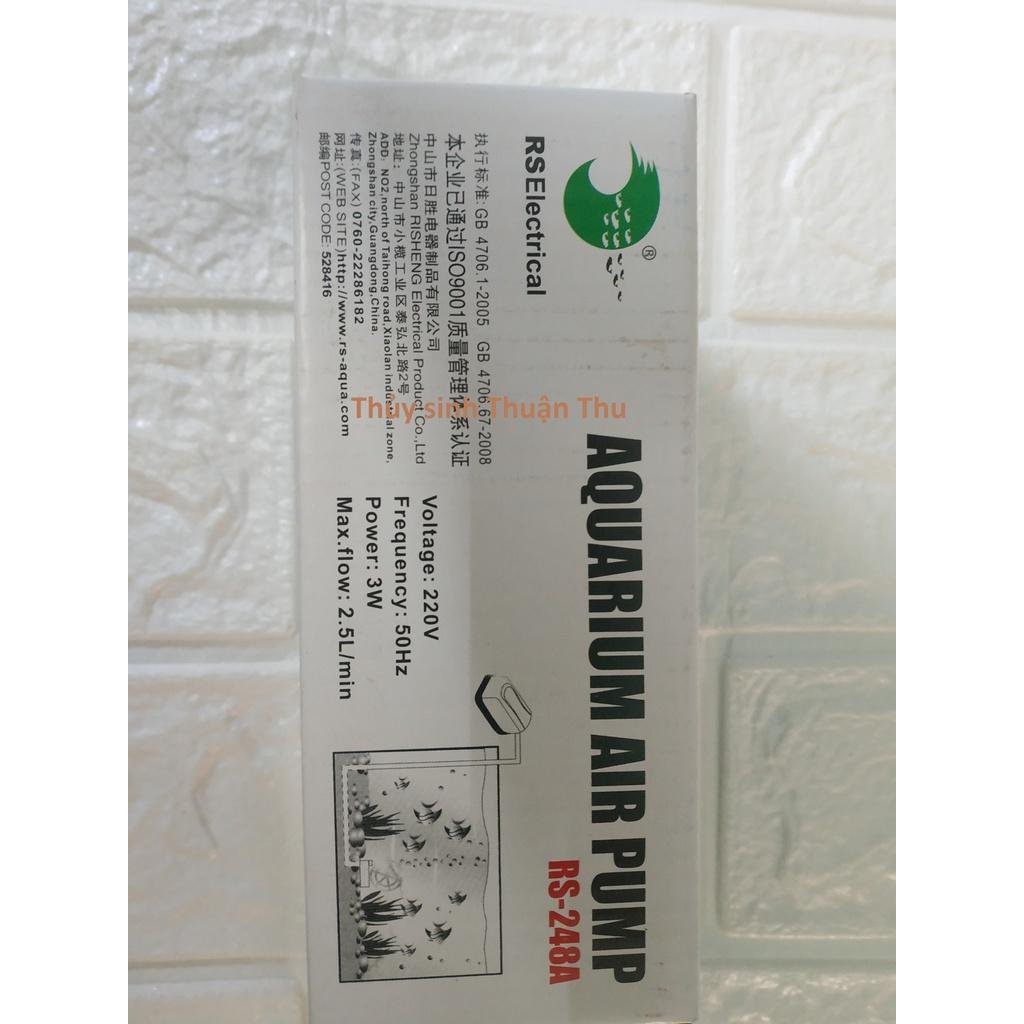 RSElectrical
®
AQUARIUM AIR PUMP
RS-248A
执行标准: GB 4706.1-2005 GB 4706.67-2008
本企业已通过ISO9001质量管理体系认证
中山市日胜电器制品有限公司
Zhongshan RISHENG Electrical Product Co.,Ltd
地址: 中山市小榄工业区泰弘北路2号
ADD: NO2,north of Taihong road,Xiaolan industrial zone,
Zhongshan city,Guangdong,China.
传真:(FAX) 0760-22286182
网址:(WEB SITE)http://www.rs-aqua.com
邮编POST CODE: 528416
Voltage: 220V
Frequency: 50Hz
Power: 3W
Max.flow: 2.5L/min
Thủy sinh Thuận Thu